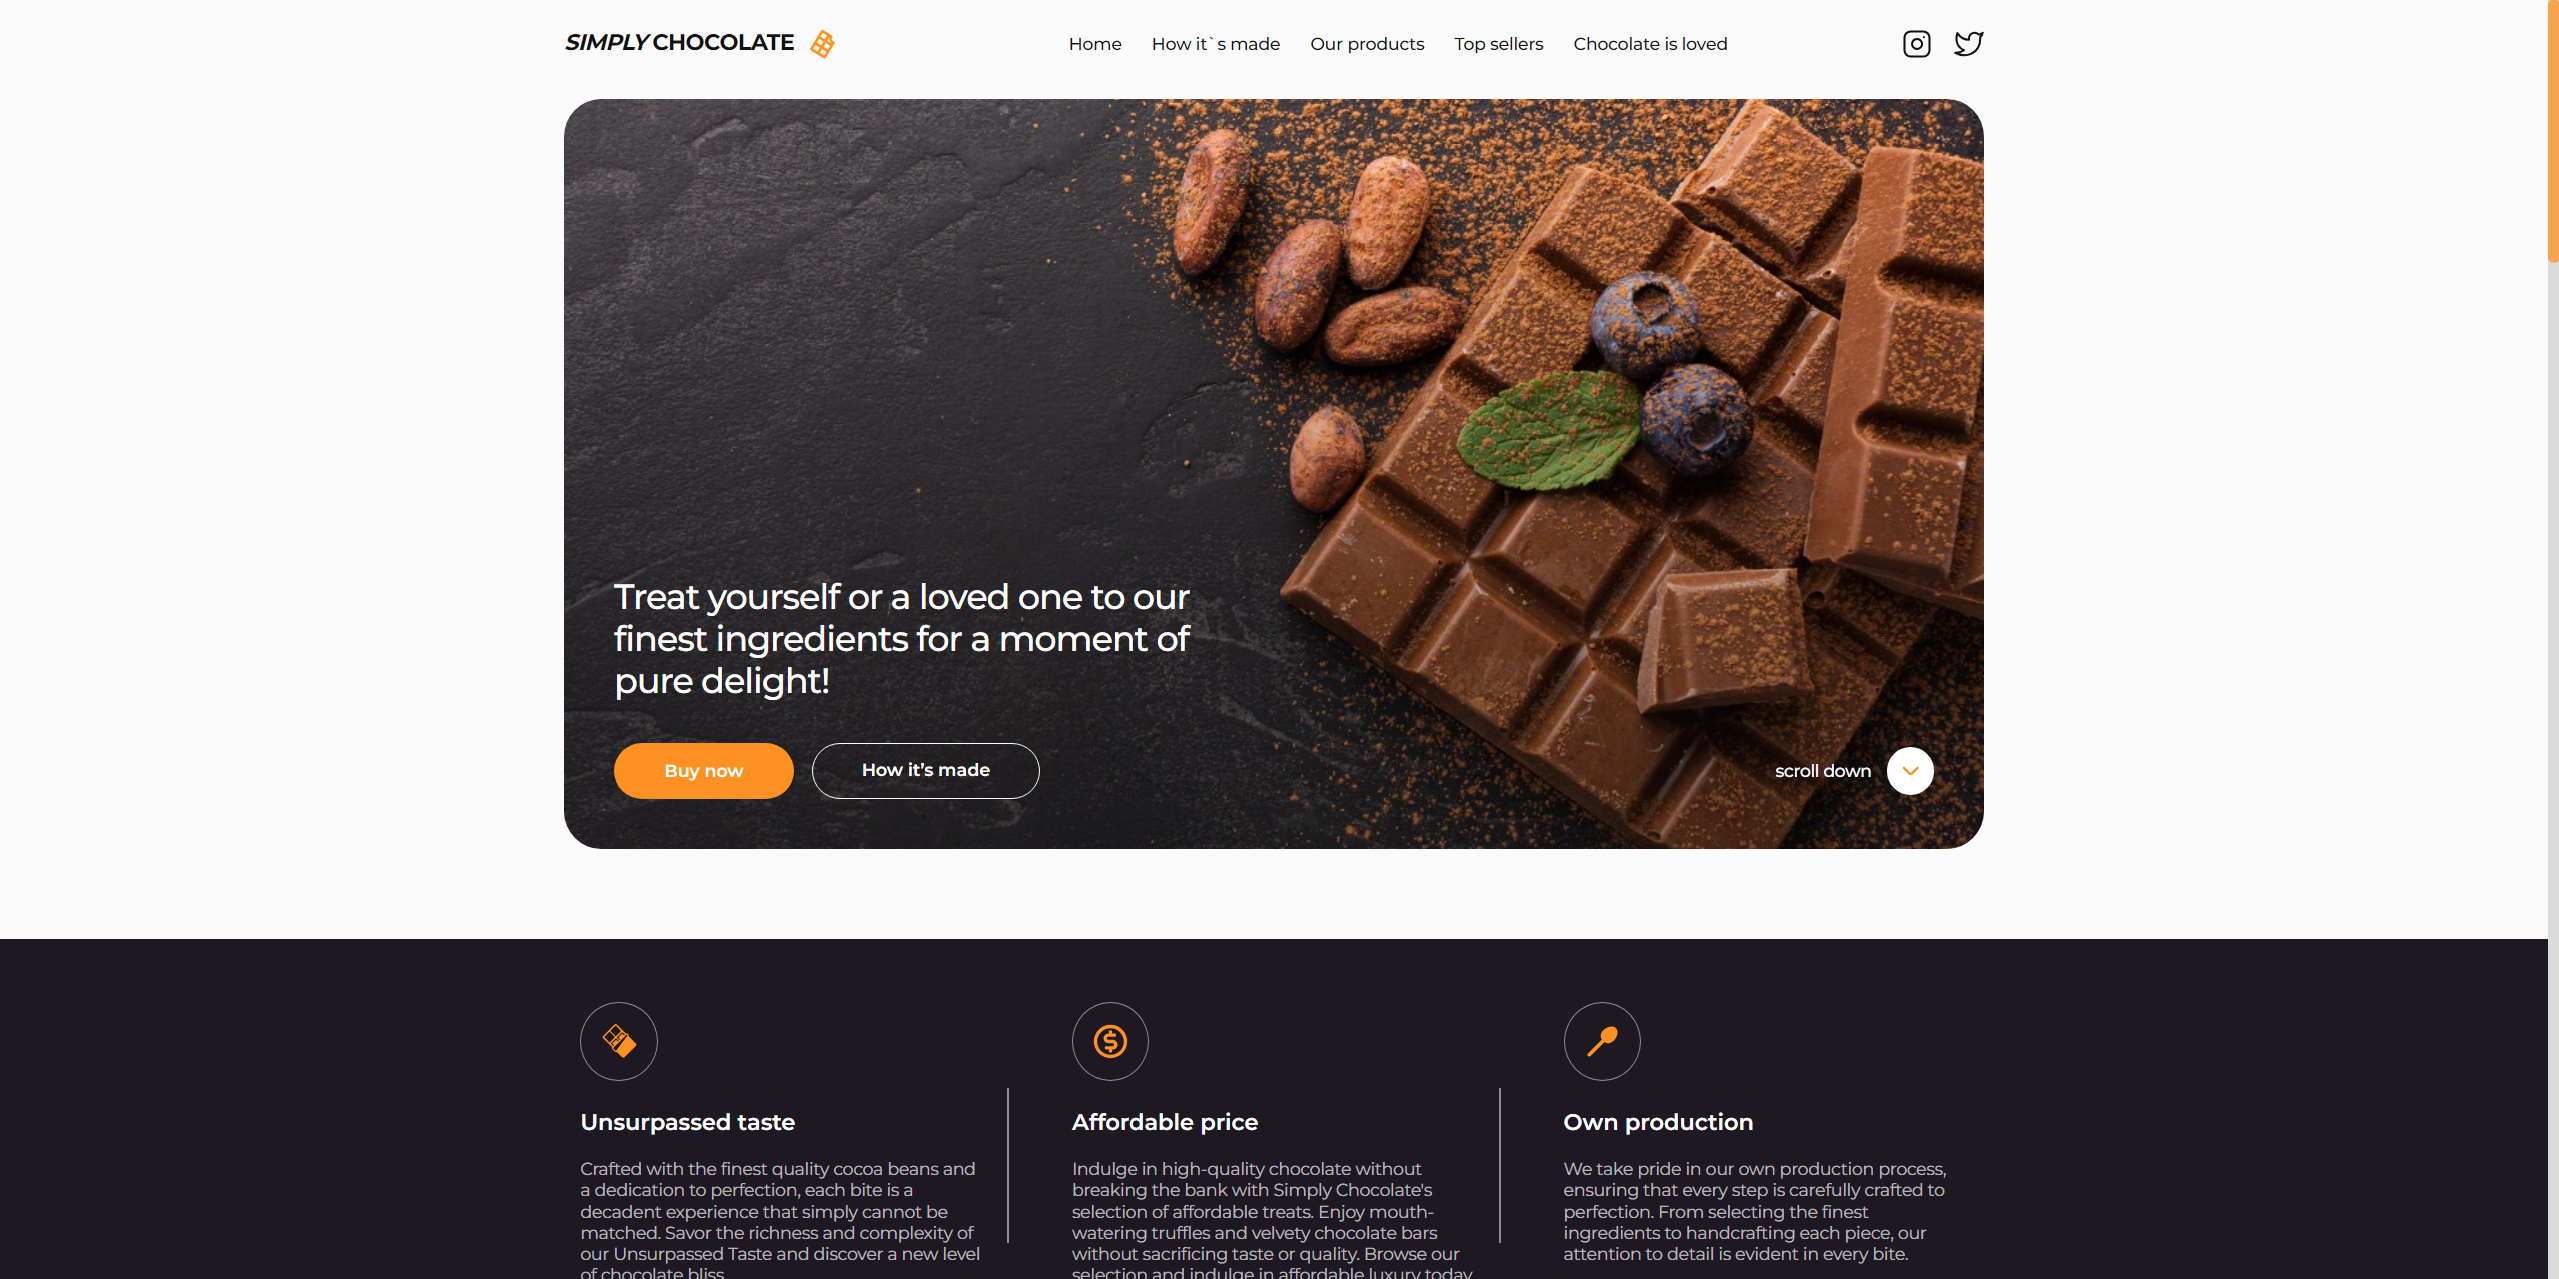 SIMPLY CHOCOLATE
Home How it`s made Our products Top sellers Chocolate is loved
Treat yourself or a loved one to our
finest ingredients for a moment of
pure delight!
Buy now How it’s made scroll down
Unsurpassed taste
Crafted with the finest quality cocoa beans and
a dedication to perfection, each bite is a
decadent experience that simply cannot be
matched. Savor the richness and complexity of
our Unsurpassed Taste and discover a new level
of chocolate bliss.
Affordable price
Indulge in high-quality chocolate without
breaking the bank with Simply Chocolate's
selection of affordable treats. Enjoy mouth-
watering truffles and velvety chocolate bars
without sacrificing taste or quality. Browse our
selection and indulge in affordable luxury today
Own production
We take pride in our own production process,
ensuring that every step is carefully crafted to
perfection. From selecting the finest
ingredients to handcrafting each piece, our
attention to detail is evident in every bite.